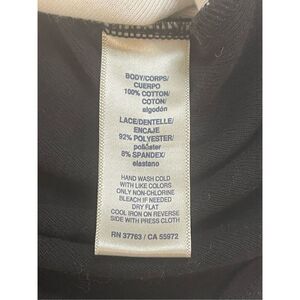 BODY/CORPS/
CUERPO
100% COTTON/
COTON/
algodón
LACE/DENTELLE/
ENCAJE
92% POLYESTER/
poliéster
8% SPANDEX/
elastano
HAND WASH COLD
WITH LIKE COLORS
ONLY NON-CHLORINE
BLEACH IF NEEDED
DRY FLAT
COOL IRON ON REVERSE
SIDE WITH PRESS CLOTH
RN 37763 / CA 55972